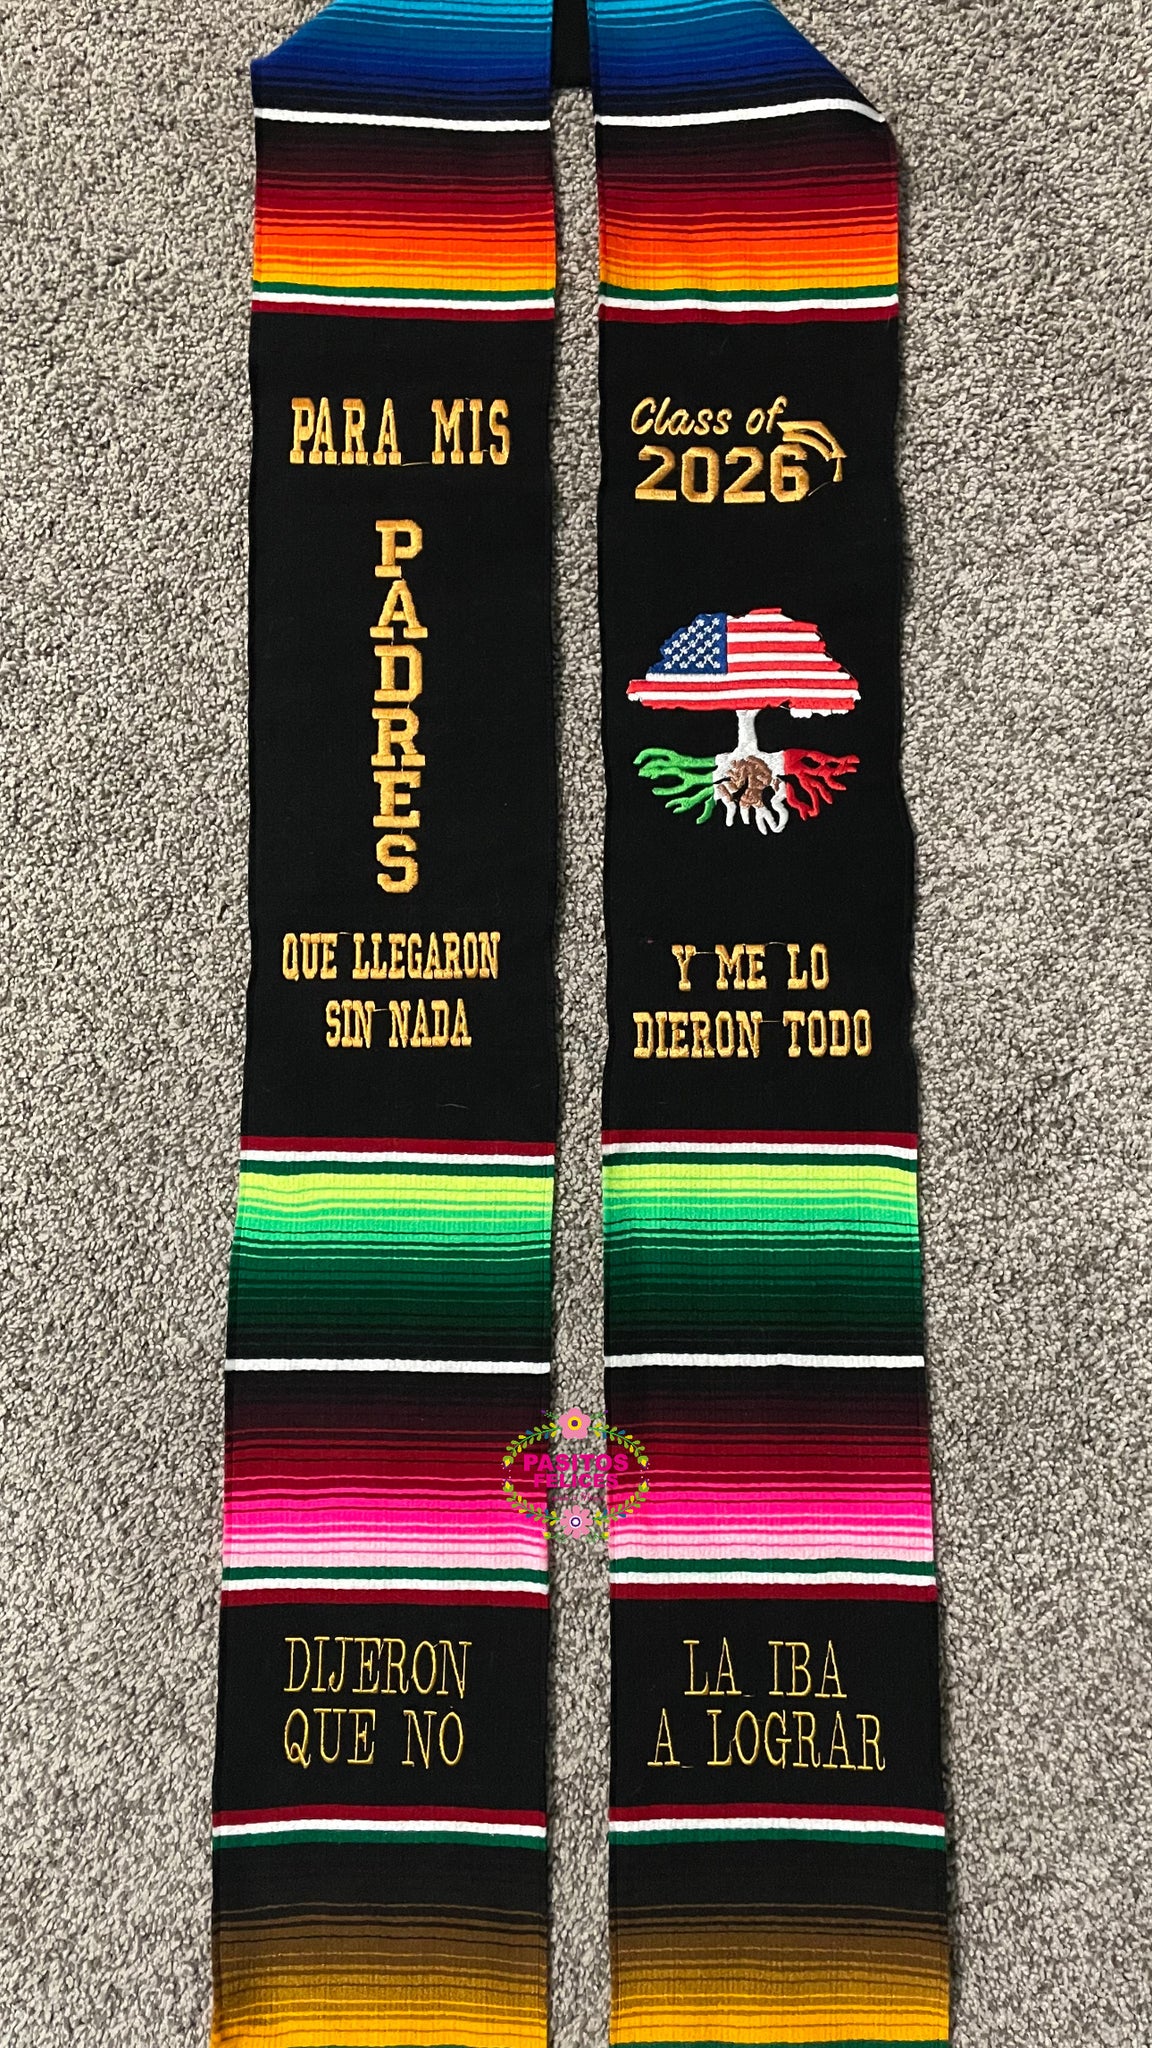 PARA MIS
PADRES
QUE LLEGARON
SIN NADA
Class of
2026
Y ME LO
DIERON TODO
PASITOS
FELICES
DIJERON
QUE NO
LA IBA
A LOGRAR